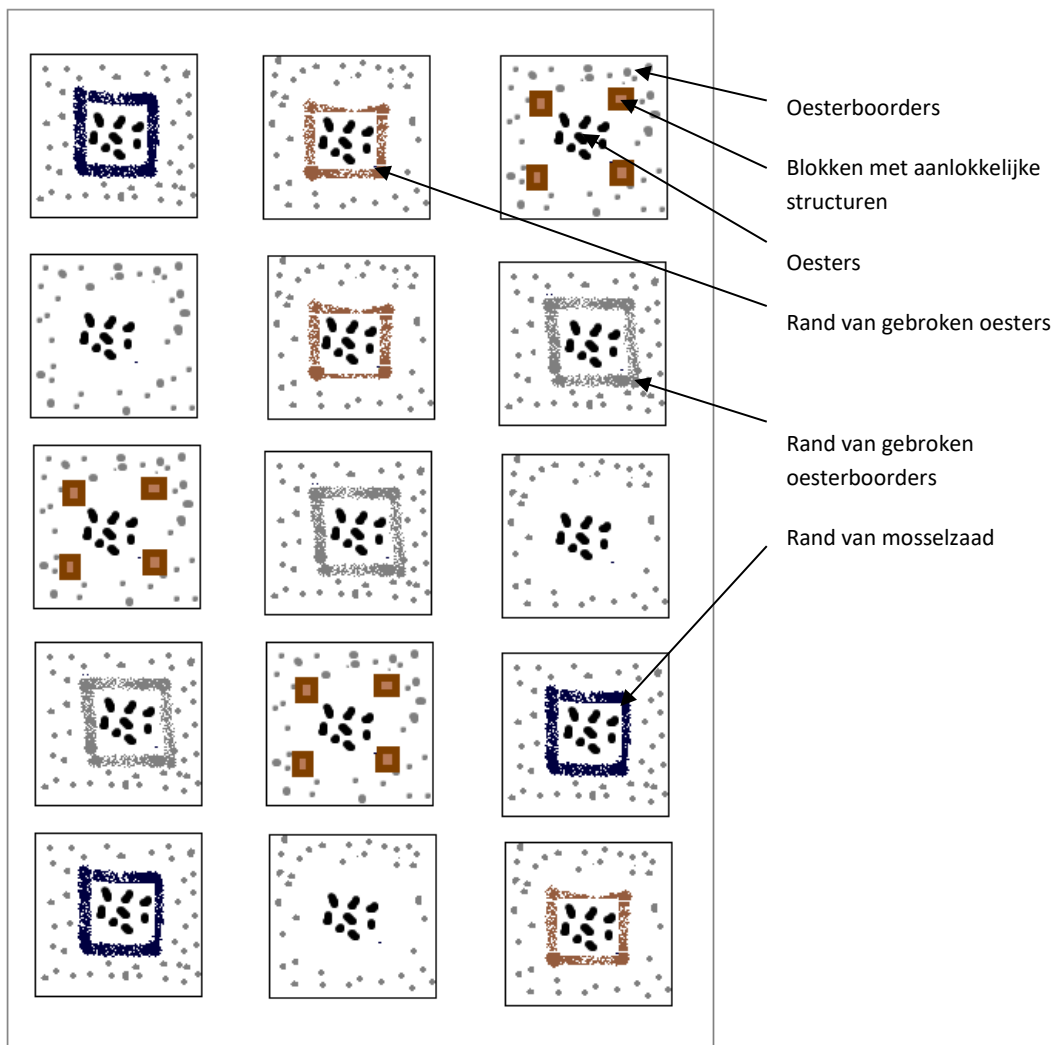 Oesterboorders
Blokken met aanlokkelijke
structuren
Oesters
Rand van gebroken oesters
Rand van gebroken
oesterboorders
Rand van mosselzaad